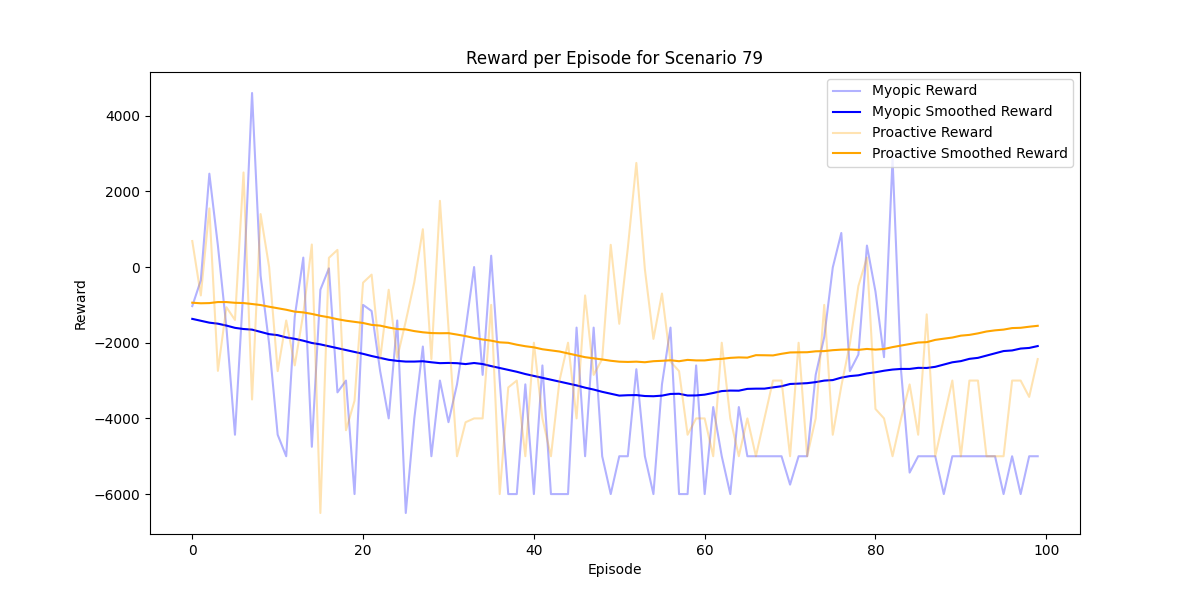 Reward per Episode for Scenario 79
Myopic Reward
Myopic Smoothed Reward
Proactive Reward
Proactive Smoothed Reward
Reward
4000
2000
0
−2000
−4000
−6000
0 20 40 60 80 100
Episode